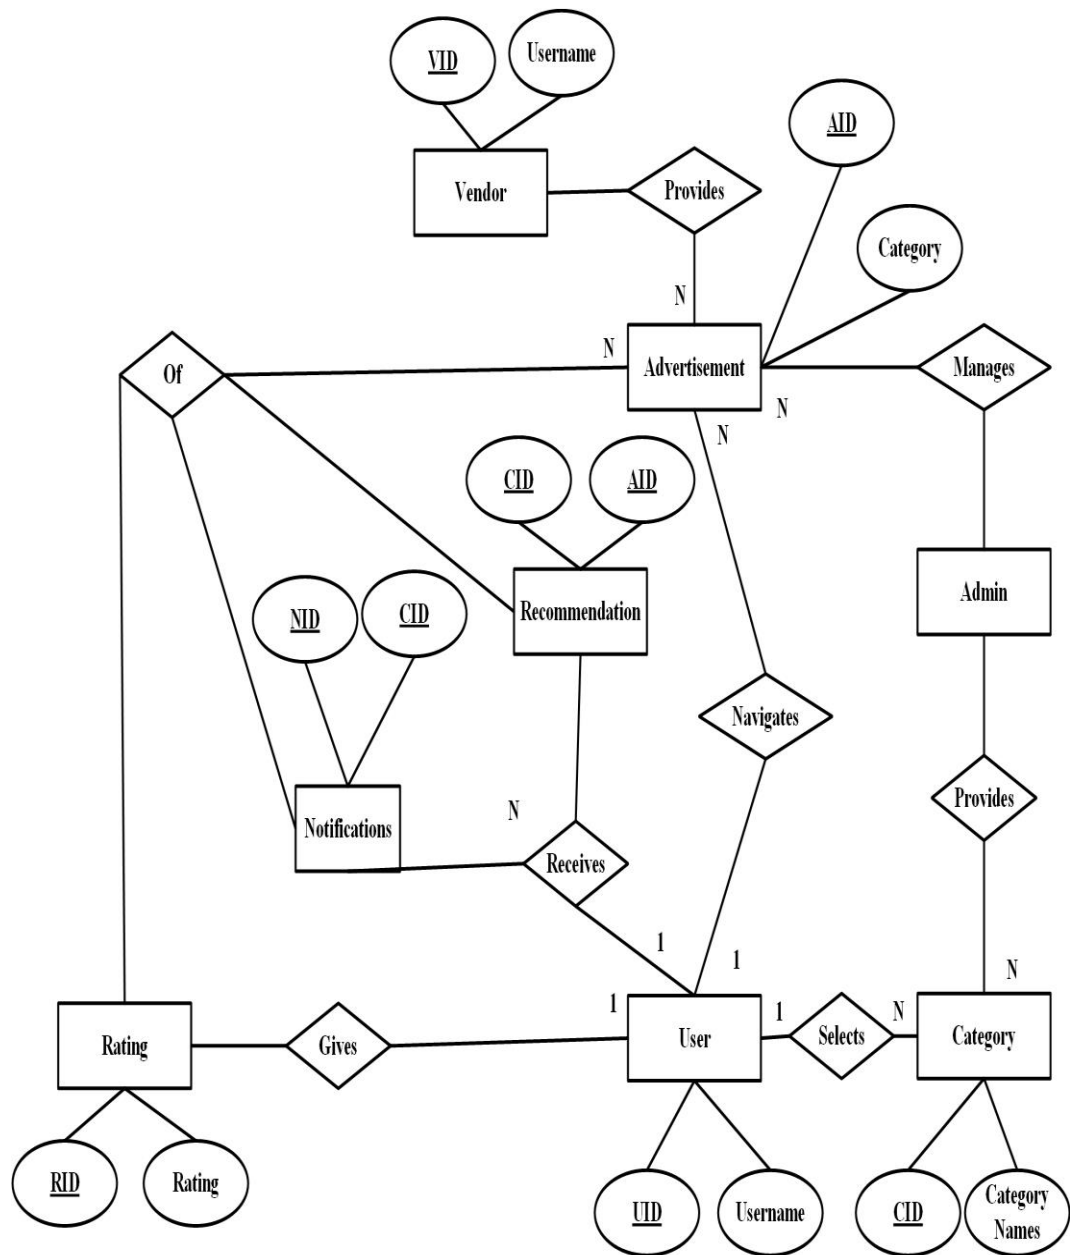 VID
Username
AID
Vendor
Provides
Category
N
Of
N
Advertisement
Manages
N
N
CID
AID
Admin
NID
CID
Recommendation
Navigates
Provides
N
Notifications
Receives
1
1
N
1
1
N
Rating
Gives
User
Selects
Category
RID
Rating
UID
Username
CID
Category
Names